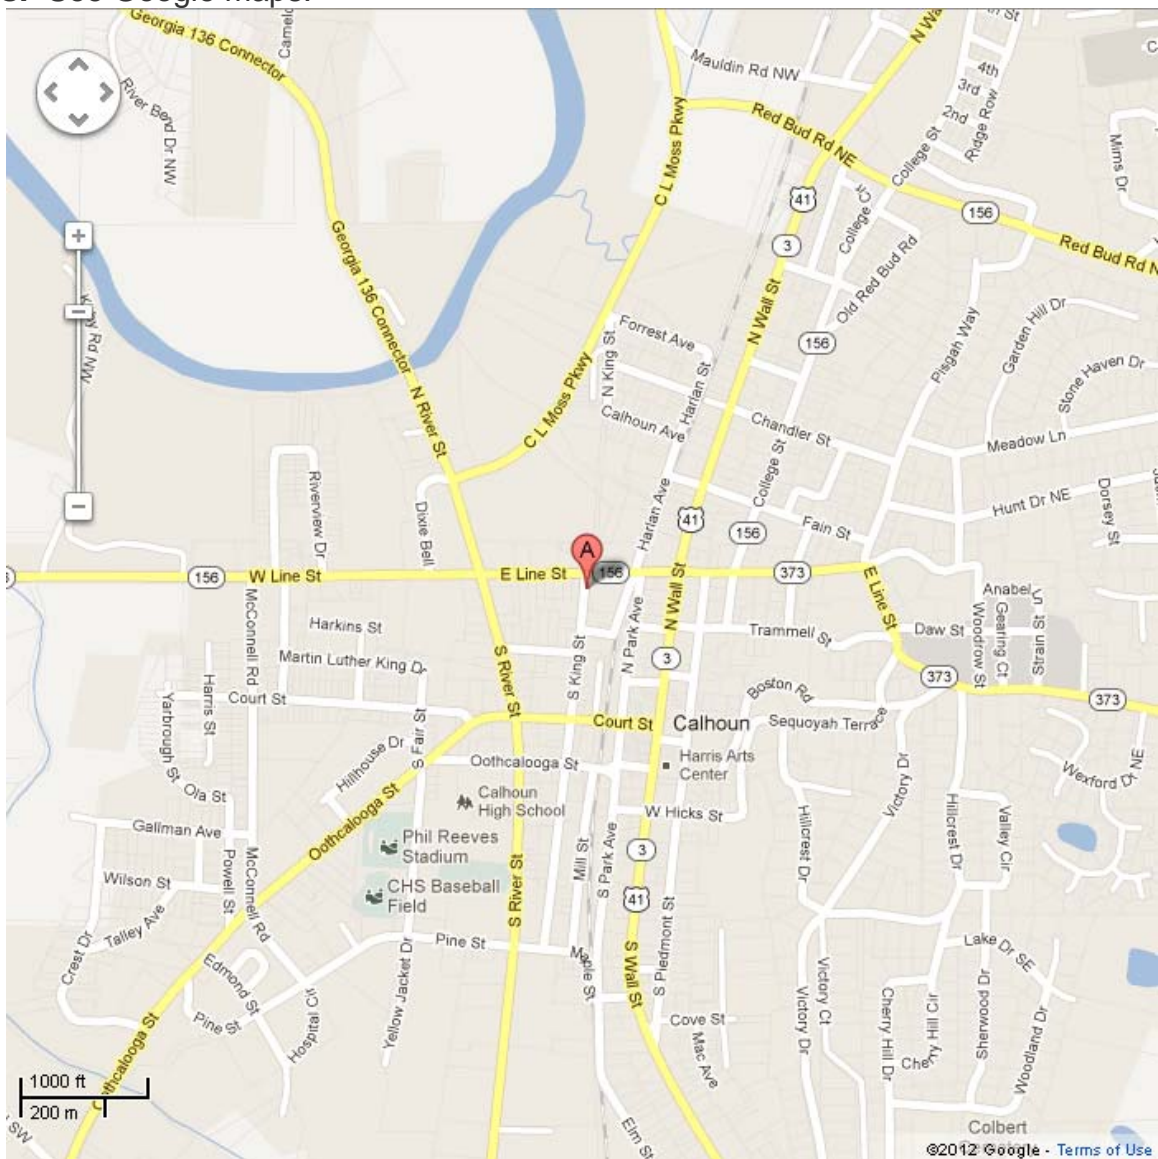 See Google Maps.
Georgia 136 Connector
River Bend Dr NW
Mauldin Rd NW
N Wa
4th
3rd
2nd
Ridge Row
C L Moss Pkwy
Red Bud Rd NE
College St
Mims Dr
41
156
3
College Cir
Old Red Bud Rd
Red Bud Rd N
Georgia 136 Connector
N Wall St
156
Pisgah Way
Garden Hill Dr
Stone Haven Dr
Forrest Ave
N King St
Harlan St
C L Moss Pkwy
Calhoun Ave
Chandler St
Meadow Ln
N River St
College St
Riverview Dr
Dixie Bell
Harlan Ave
41
156
Fain St
Hunt Dr NE
Dorsey St
A
156
W Line St
E Line St
156
373
E Line St
N Wall St
Anabel Ln
Gearing Ct
Woodrow St
Strain St
McConnell Rd
Harkins St
N Park Ave
Trammell St
Daw St
Martin Luther King Dr
S River St
S King St
3
373
373
Boston Rd
Harris St
Yarbrough St
Court St
S Fair St
Court St
Calhoun
Sequoyah Terrace
Hillhouse Dr
Oothcalooga St
Harris Arts
Center
Victory Dr
Wexford Dr NE
Ola St
Calhoun
High School
W Hicks St
Hillcrest Dr
Hillcrest Dr
Valley Cir
Gallman Ave
Oothcalooga St
Phil Reeves
Stadium
Mill St
S Park Ave
3
Powell St
McConnell Rd
Wilson St
CHS Baseball
Field
S River St
41
Talley Ave
Crest Dr
Pine St
Maple St
S Wall St
S Piedmont St
Lake Dr SE
Edmond St
Yellow Jacket Dr
Victory Ct
Victory Dr
Cherry Hill Dr
Cherry Hill Cir
Sherwood Dr
Woodland Dr
Pine St
Hospital Cir
Cove St
Mac Ave
1000 ft
200 m
Oothcalooga St
Elm St
SW
Colbert
©2012 Google - Terms of Use